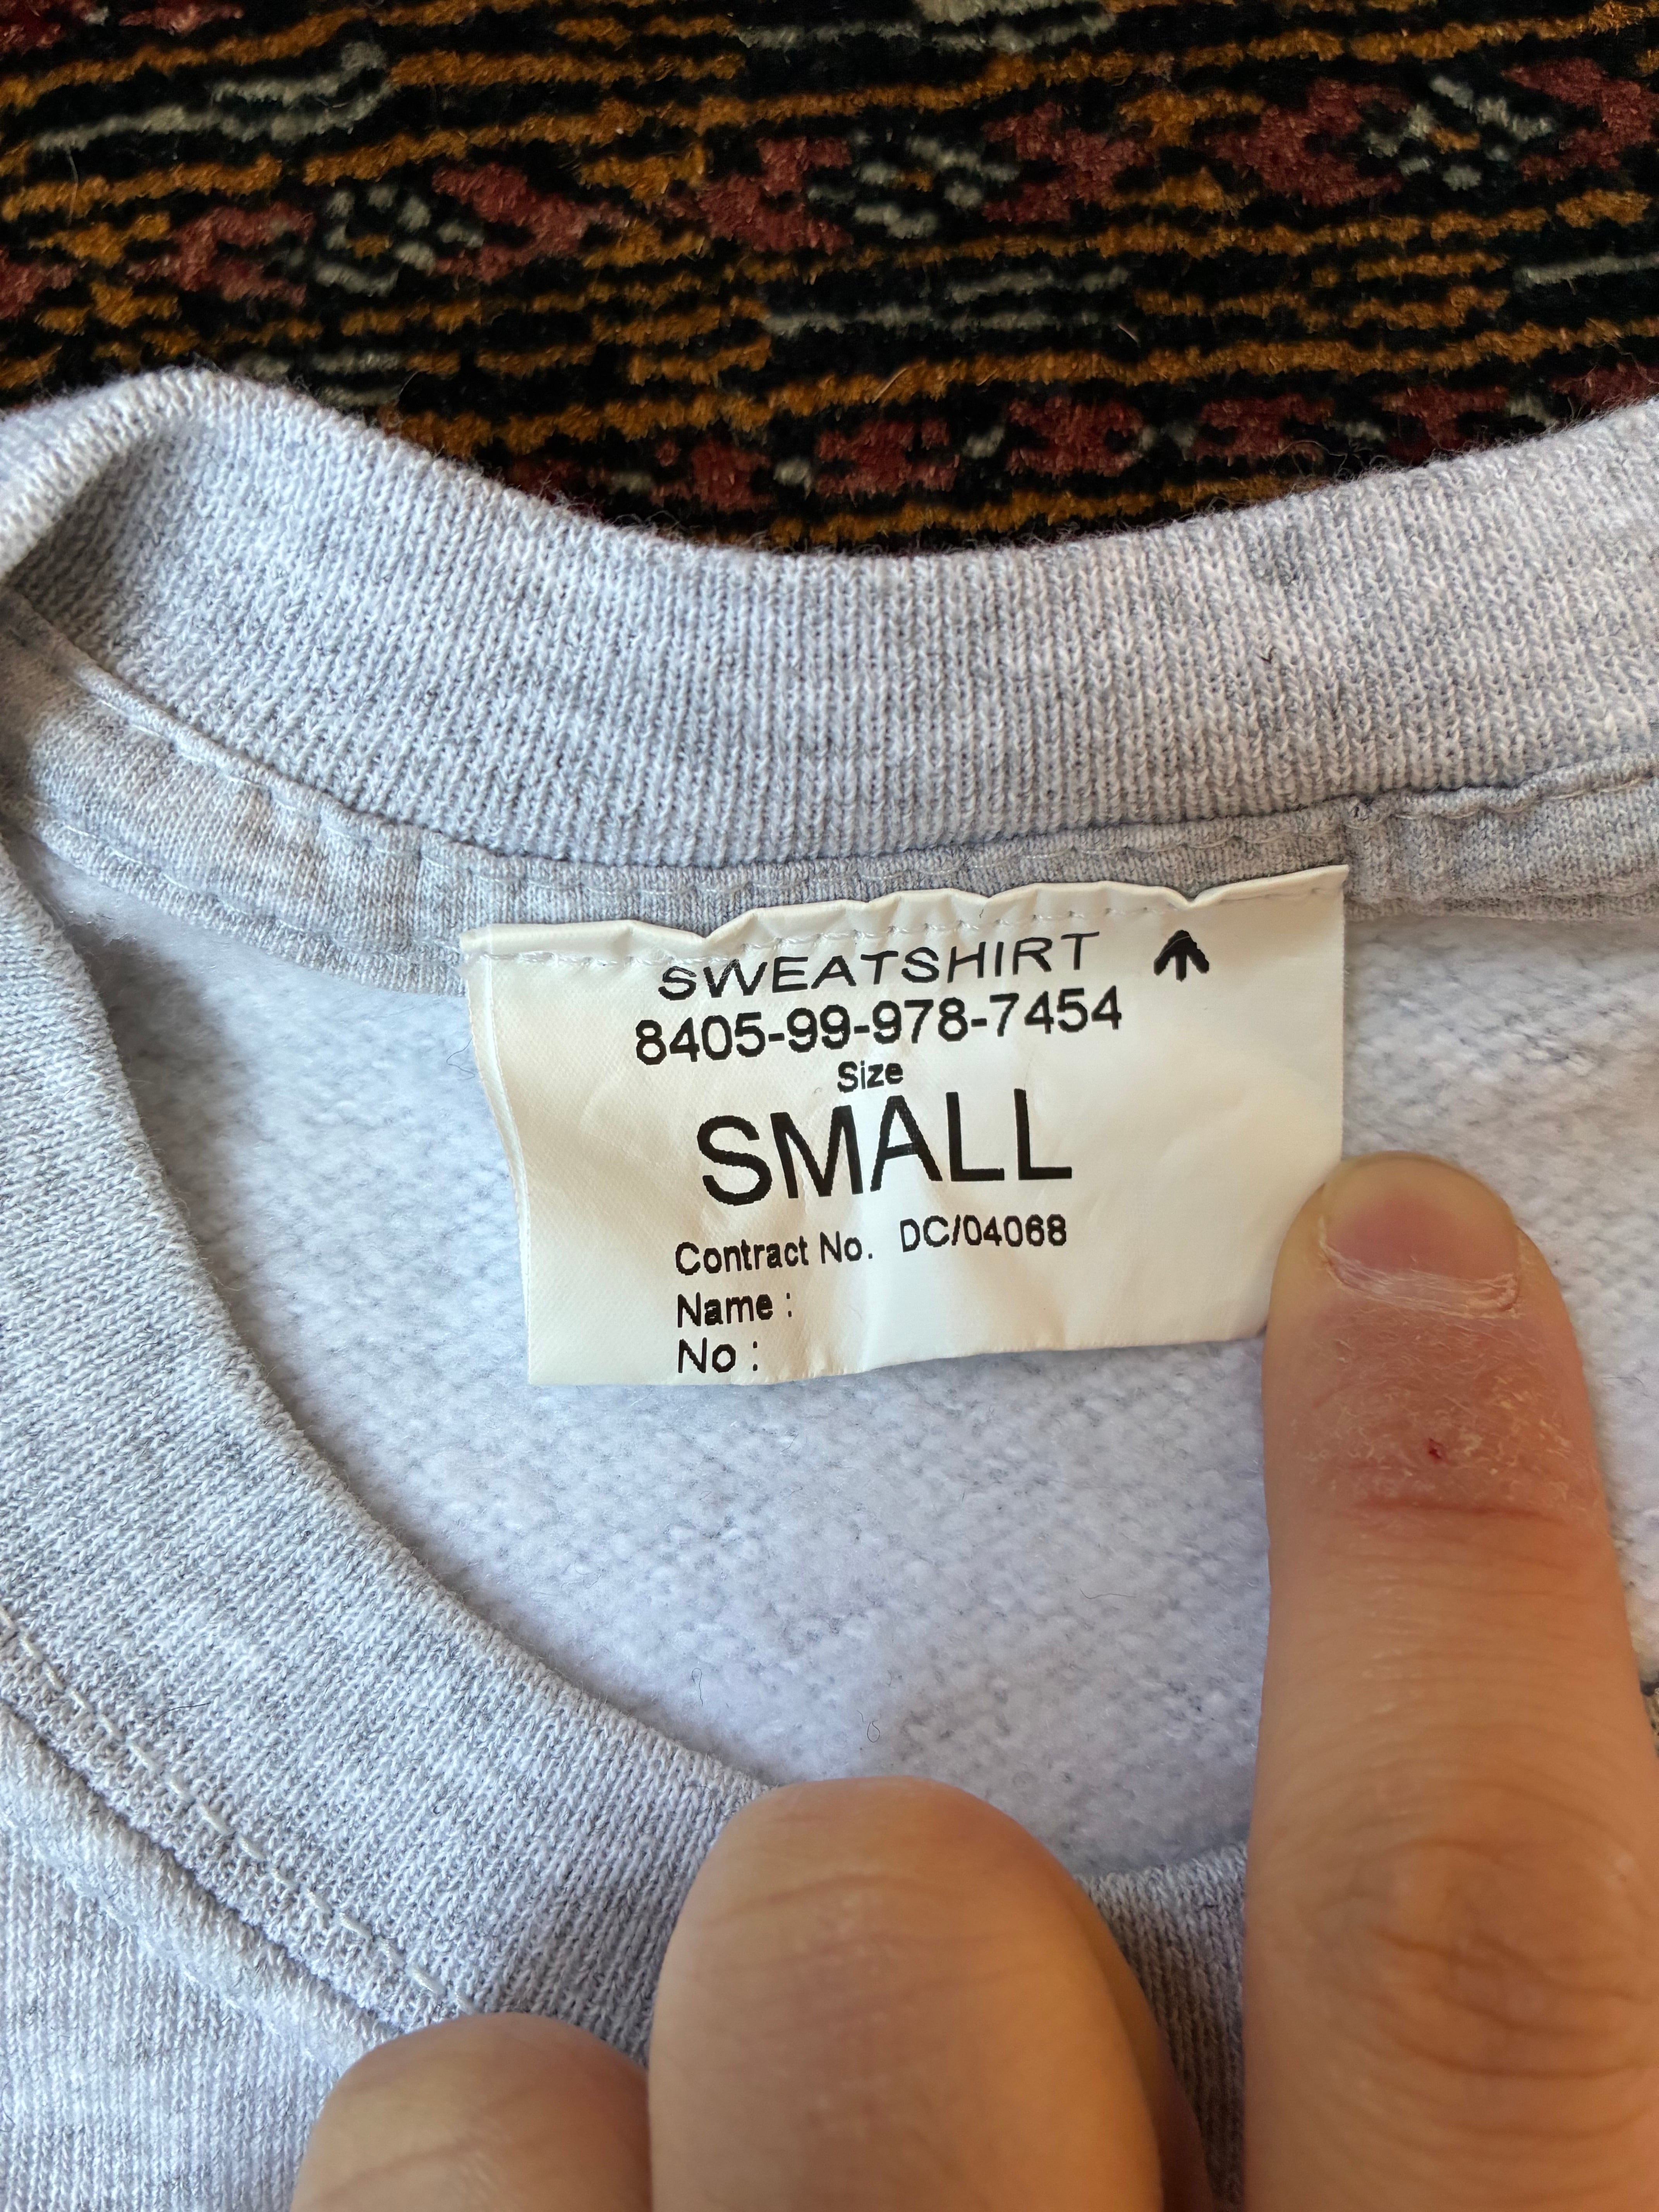 SWEATSHIRT
8405-99-978-7454
Size
SMALL
Contract No. DC/04068
Name :
No :